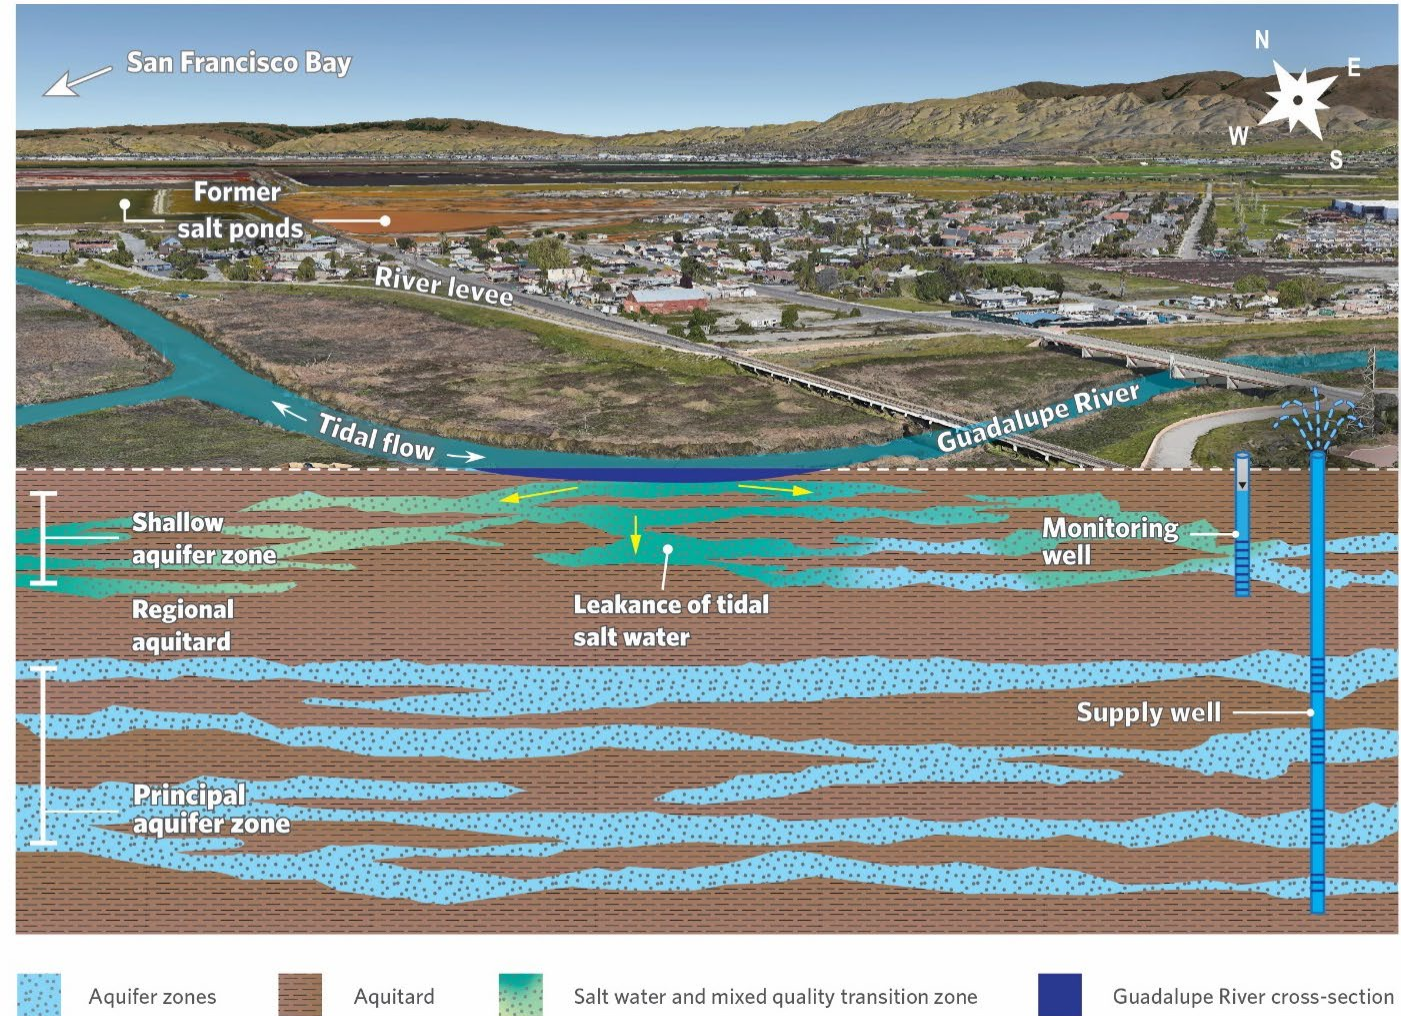 San Francisco Bay
N
E
W
S
Former
salt ponds
River levee
Tidal flow
Guadalupe River
Shallow
aquifer zone
Monitoring
well
Regional
aquitard
Leakance of tidal
salt water
Supply well
Principal
aquifer zone
Aquifer zones
Aquitard
Salt water and mixed quality transition zone
Guadalupe River cross-section